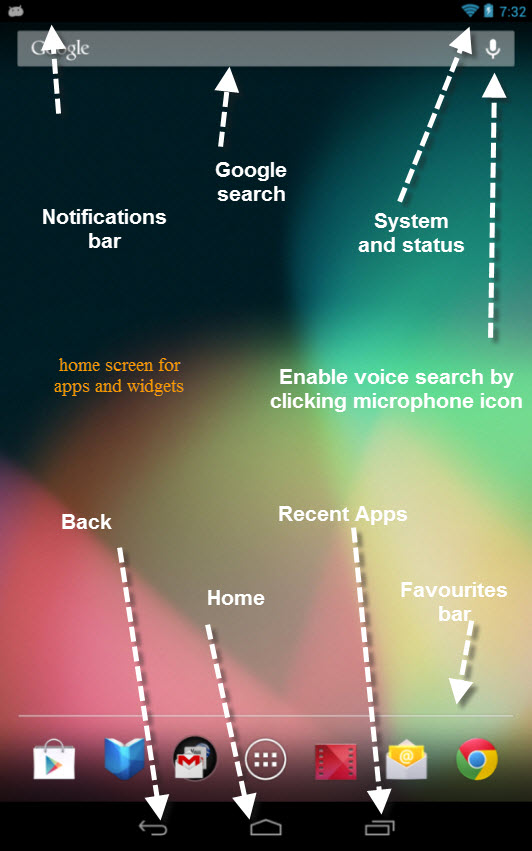 7:32
Google
Google
search
Notifications
bar
System
and status
home screen for
apps and widgets
Enable voice search by
clicking microphone icon
Back
Recent Apps
Home
Favourites
bar
@